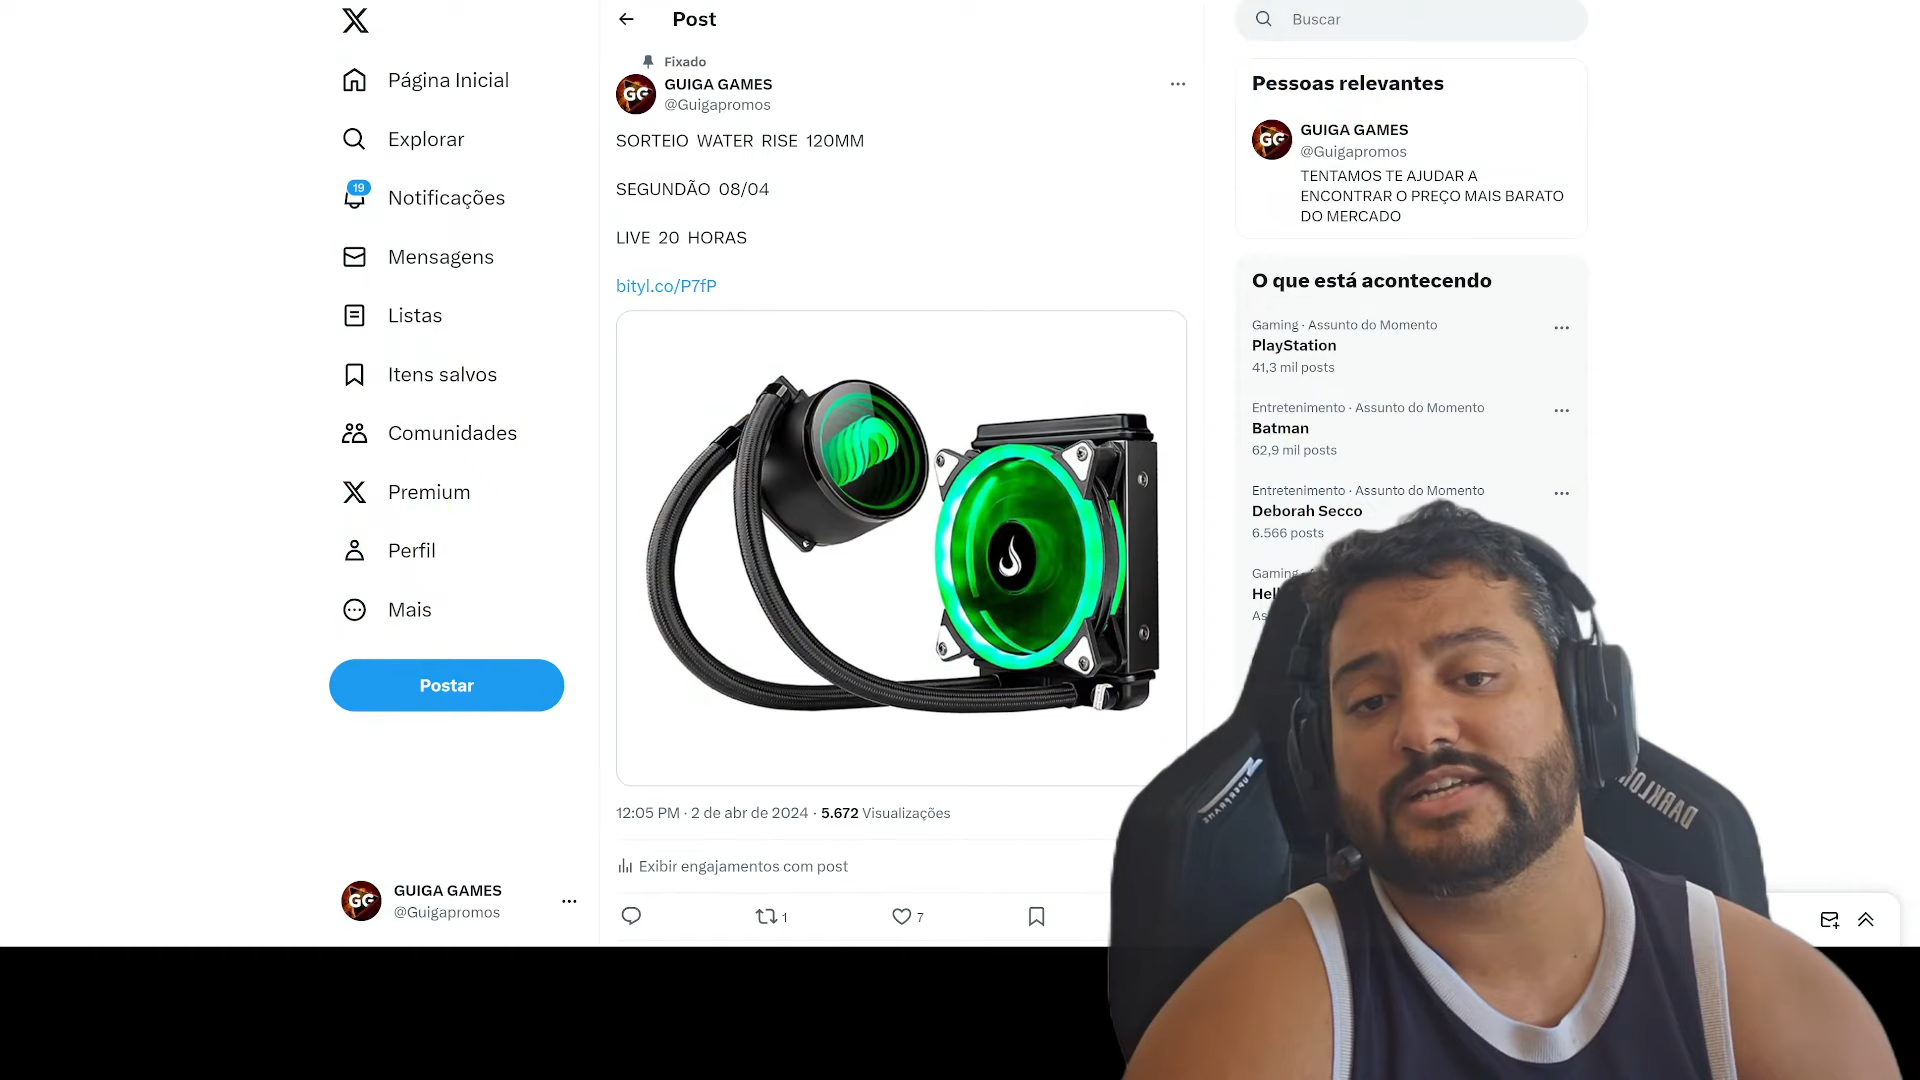 Post
Buscar
Página Inicial
Explorar
19
Notificações
Mensagens
Listas
Itens salvos
Comunidades
Premium
Perfil
Mais
Postar
GUIGA GAMES
@Guigapromos
Fixado
GG
GUIGA GAMES
@Guigapromos
SORTEIO WATER RISE 120MM
SEGUNDÃO 08/04
LIVE 20 HORAS
bityl.co/P7fP
12:05 PM · 2 de abr de 2024 · 5.672 Visualizações
Exibir engajamentos com post
1
7
Pessoas relevantes
GG
GUIGA GAMES
@Guigapromos
TENTAMOS TE AJUDAR A
ENCONTRAR O PREÇO MAIS BARATO
DO MERCADO
O que está acontecendo
Gaming · Assunto do Momento
PlayStation
41,3 mil posts
Entretenimento · Assunto do Momento
Batman
62,9 mil posts
Entretenimento · Assunto do Momento
Deborah Secco
6.566 posts
Gaming
GG